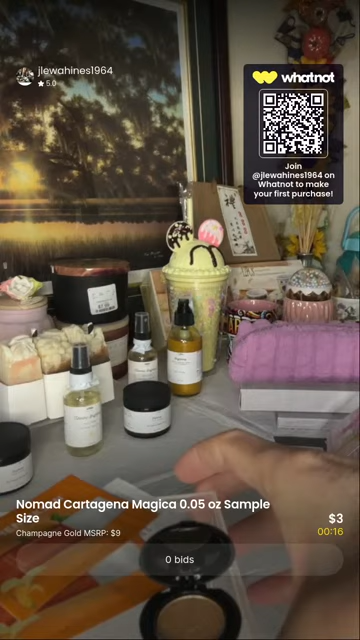 jlewahines1964
5.0
whatnot
Join
@jlewahines1964 on
Whatnot to make
your first purchase!
Nomad Cartagena Magica 0.05 oz Sample
Size
$3
Champagne Gold MSRP: $9
00:16
0 bids